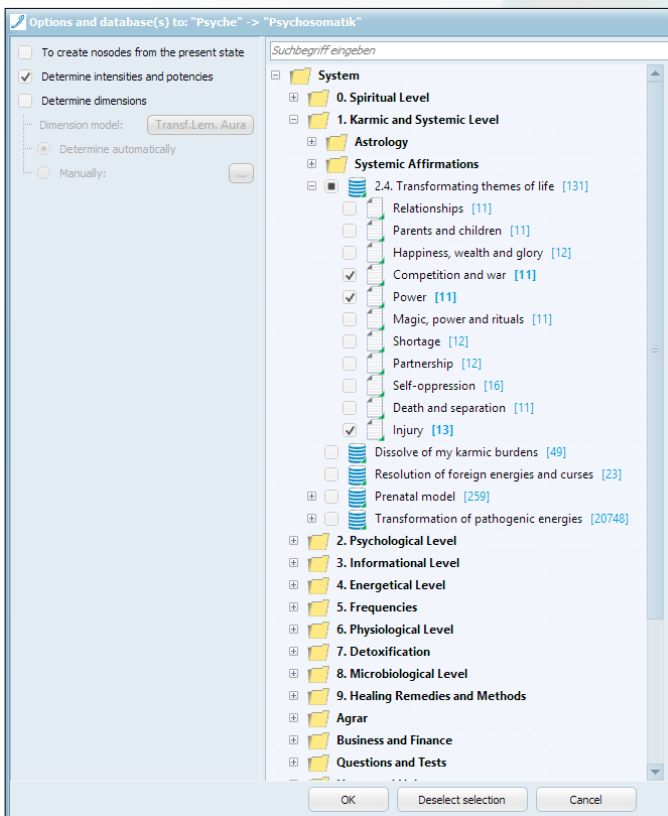 Options and database(s) to: "Psyche" -> "Psychosomatik"
To create nosodes from the present state
Determine intensities and potencies
Determine dimensions
Dimension model: Transf.Lem. Aura
Determine automatically
Manually: ...
Suchbegriff eingeben
System
0. Spiritual Level
1. Karmic and Systemic Level
Astrology
Systemic Affirmations
2.4. Transformating themes of life [131]
Relationships [11]
Parents and children [11]
Happiness, wealth and glory [12]
Competition and war [11]
Power [11]
Magic, power and rituals [11]
Shortage [12]
Partnership [12]
Self-oppression [16]
Death and separation [11]
Injury [13]
Dissolve of my karmic burdens [49]
Resolution of foreign energies and curses [23]
Prenatal model [259]
Transformation of pathogenic energies [20748]
2. Psychological Level
3. Informational Level
4. Energetical Level
5. Frequencies
6. Physiological Level
7. Detoxification
8. Microbiological Level
9. Healing Remedies and Methods
Agrar
Business and Finance
Questions and Tests
OK Deselect selection Cancel